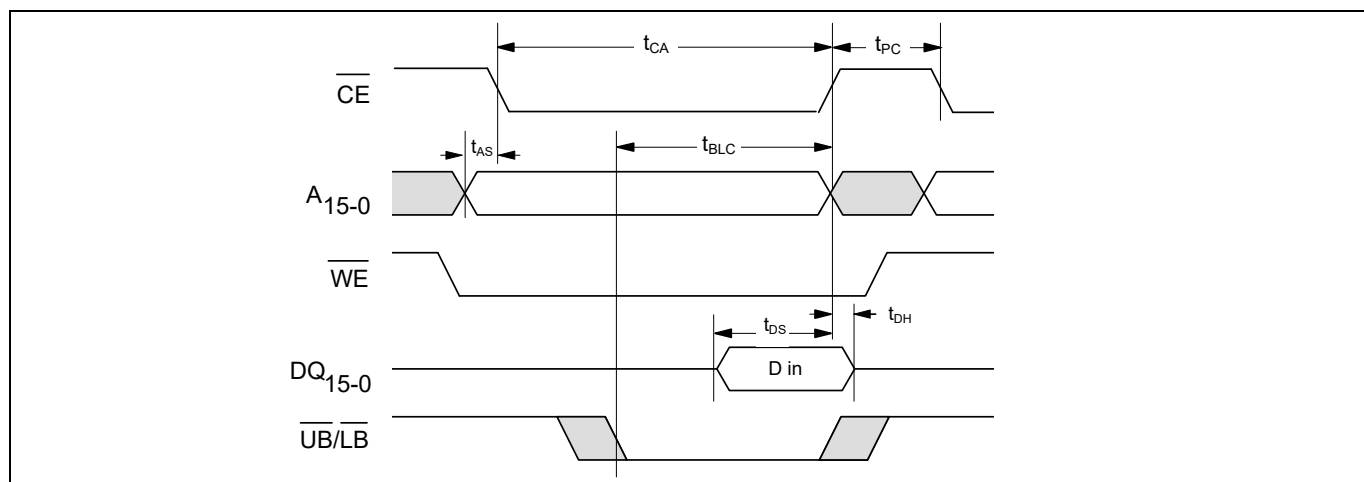 tCA
tPC
CE
tAS
tBLC
A15-0
WE
tDS
tDH
DQ15-0
D in
UB/LB